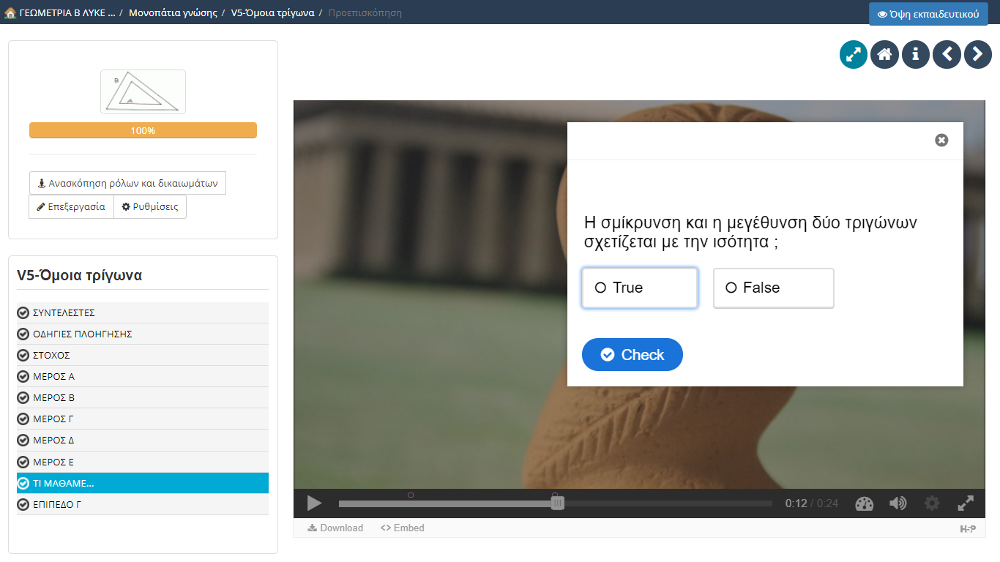 ΓΕΩΜΕΤΡΙΑ Β ΛΥΚΕ ... / Μονοπάτια γνώσης / V5-Όμοια τρίγωνα / Προεπισκόπηση
Όψη εκπαιδευτικού
B
100%
Ανασκόπηση ρόλων και δικαιωμάτων
Επεξεργασία
Ρυθμίσεις
V5-Όμοια τρίγωνα
ΣΥΝΤΕΛΕΣΤΕΣ
ΟΔΗΓΙΕΣ ΠΛΟΗΓΗΣΗΣ
ΣΤΟΧΟΣ
ΜΕΡΟΣ Α
ΜΕΡΟΣ Β
ΜΕΡΟΣ Γ
ΜΕΡΟΣ Δ
ΜΕΡΟΣ Ε
ΤΙ ΜΑΘΑΜΕ...
ΕΠΙΠΕΔΟ Γ
Η σμίκρυνση και η μεγέθυνση δύο τριγώνων
σχετίζεται με την ισότητα ;
True
False
Check
0:12 / 0:24
Download
<> Embed
H5P